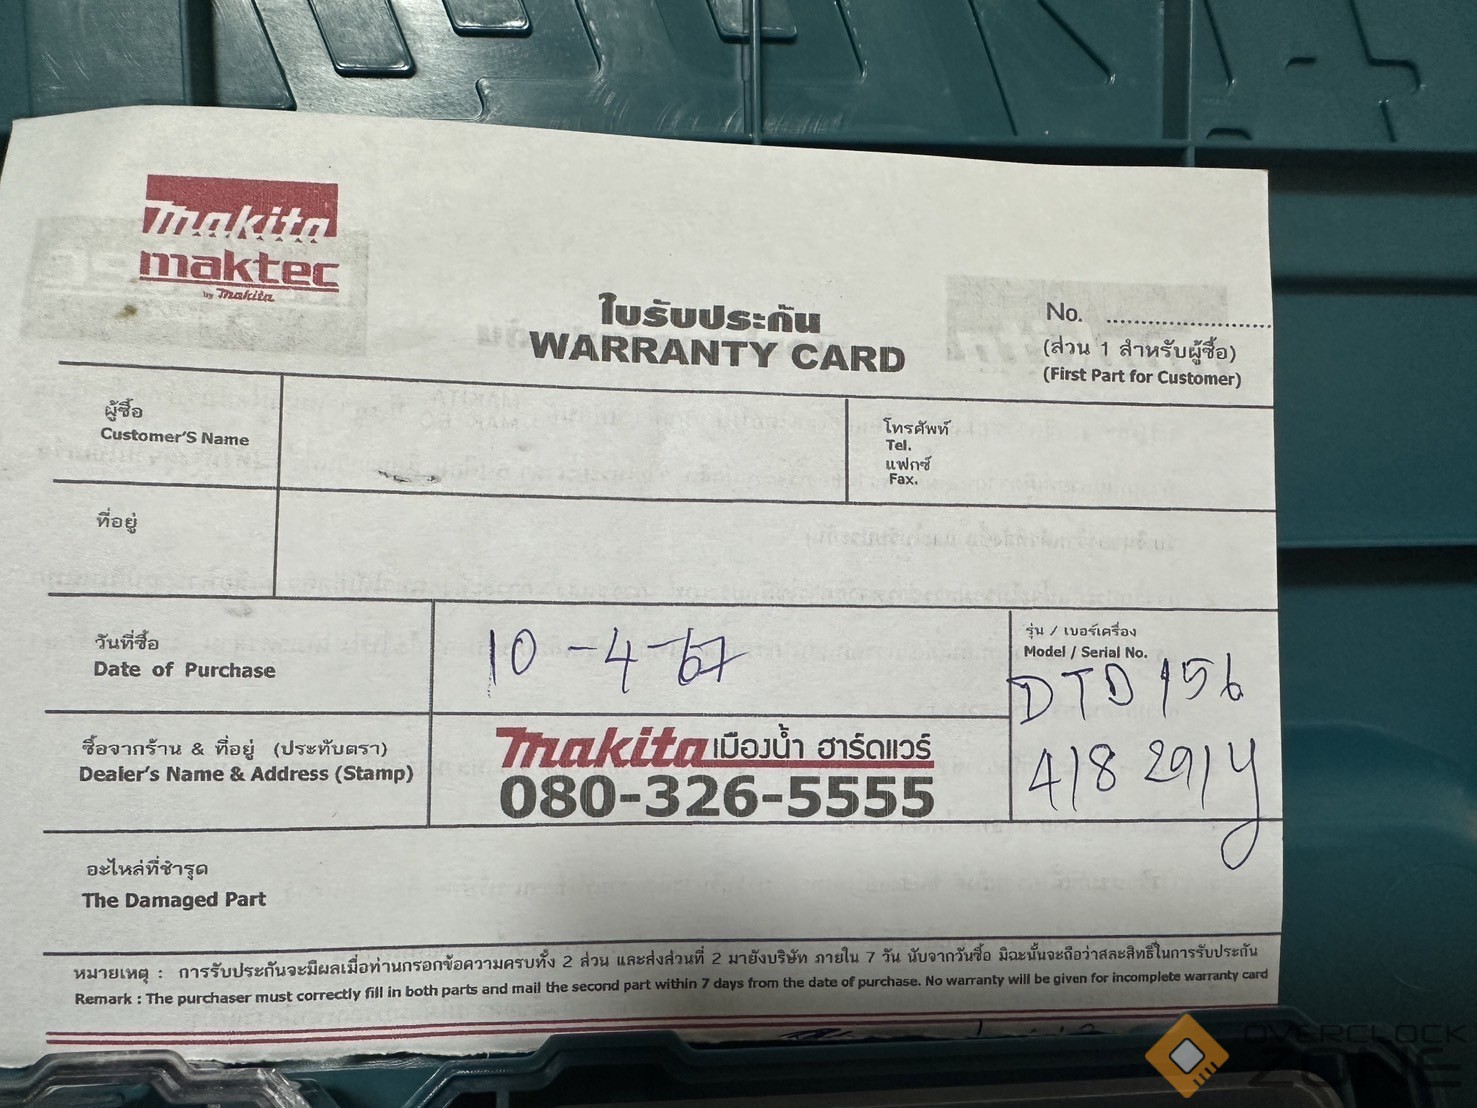 makita
maktec
by makita
ใบรับประกัน
WARRANTY CARD
No. ........................
(ส่วน 1 สำหรับผู้ซื้อ)
(First Part for Customer)
ผู้ซื้อ
Customer'S Name
โทรศัพท์
Tel.
แฟกซ์
Fax.
ที่อยู่
วันที่ซื้อ
Date of Purchase
10-4-67
รุ่น / เบอร์เครื่อง
Model / Serial No.
DTD 156
418 291 Y
ซื้อจากร้าน & ที่อยู่ (ประทับตรา)
Dealer's Name & Address (Stamp)
makita เมืองน้ำ ฮาร์ดแวร์
080-326-5555
อะไหล่ที่ชำรุด
The Damaged Part
หมายเหตุ : การรับประกันจะมีผลเมื่อท่านกรอกข้อความครบทั้ง 2 ส่วน และส่งส่วนที่ 2 มายังบริษัท ภายใน 7 วัน นับจากวันซื้อ มิฉะนั้นจะถือว่าสละสิทธิ์ในการรับประกัน
Remark : The purchaser must correctly fill in both parts and mail the second part within 7 days from the date of purchase. No warranty will be given for incomplete warranty card
OVERCLOCK
ZONE